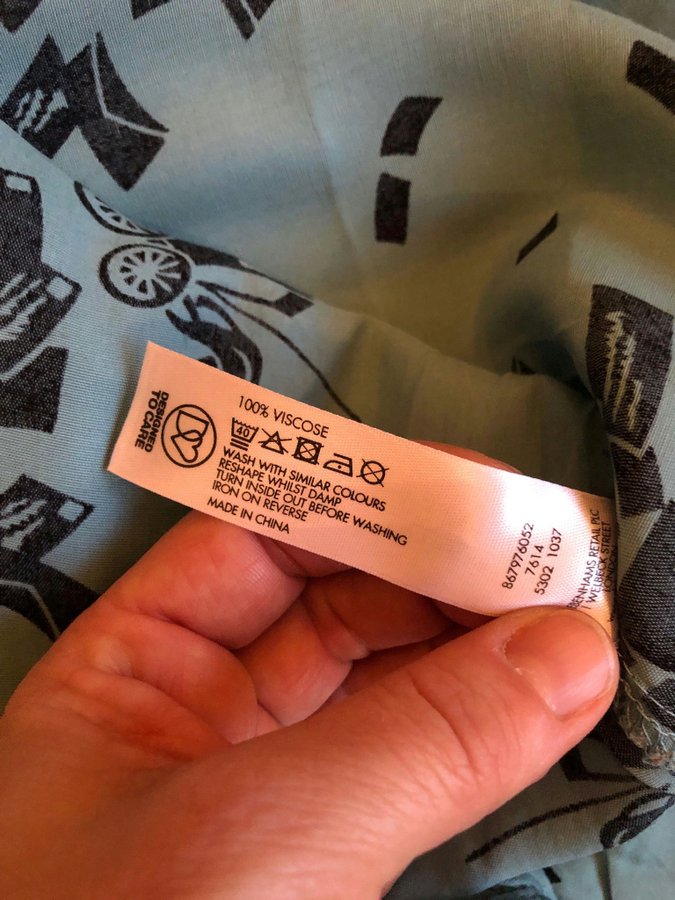 DESIGNED
TO CARE
100% VISCOSE
40
WASH WITH SIMILAR COLOURS
RESHAPE WHILST DAMP
TURN INSIDE OUT BEFORE WASHING
IRON ON REVERSE
MADE IN CHINA
867976052
7614
5302 1037
RETAIL PLC
WELBECK STREET